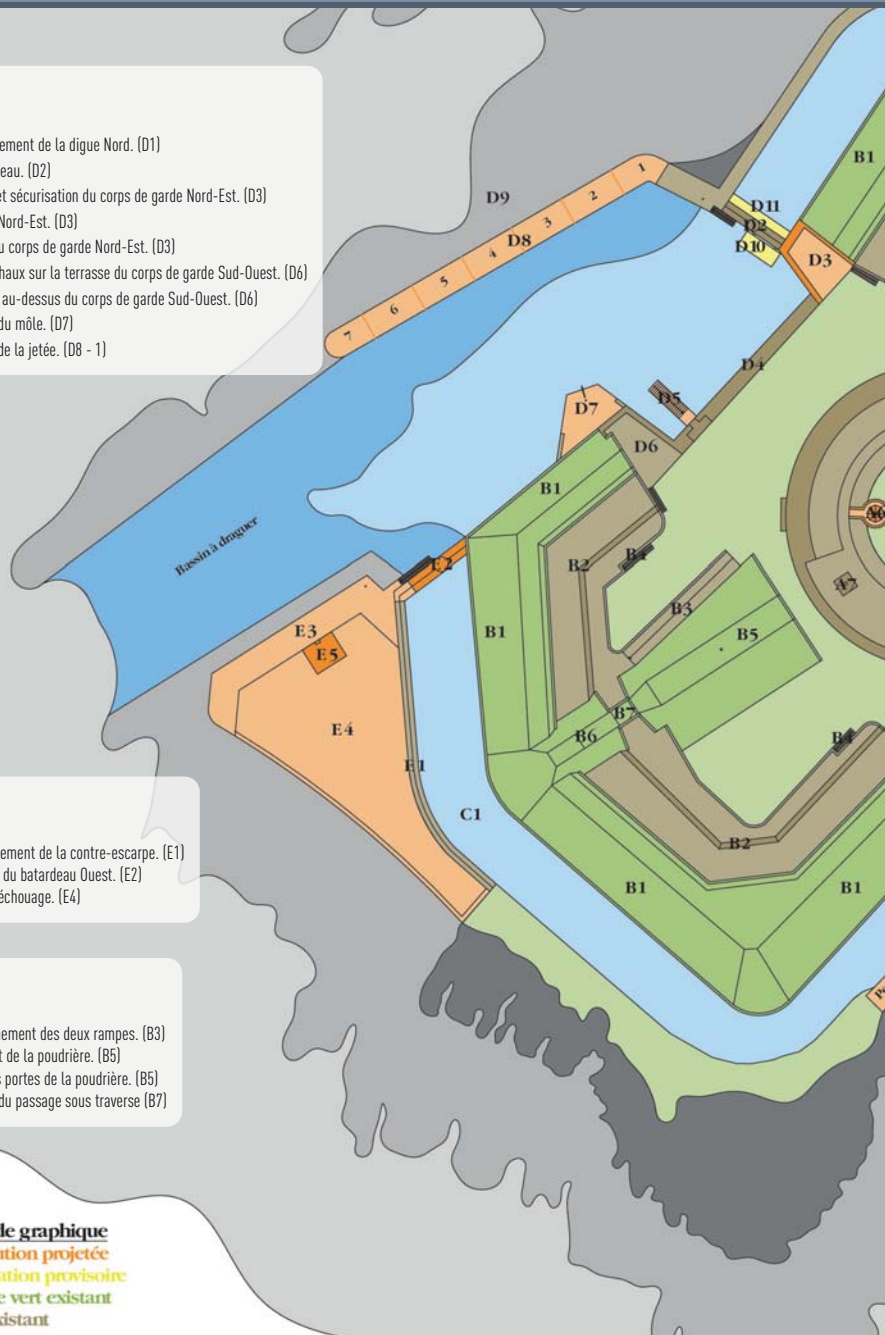 ement de la digue Nord. (D1)
eau. (D2)
et sécurisation du corps de garde Nord-Est. (D3)
Nord-Est. (D3)
u corps de garde Nord-Est. (D3)
haux sur la terrasse du corps de garde Sud-Ouest. (D6)
au-dessus du corps de garde Sud-Ouest. (D6)
du môle. (D7)
de la jetée. (D8 - 1)
B1
1
D9
2
D11
3
D2
D8
4
D10
D3
5
6
7
D4
D5
D7
D6
B1
A6
Bassin à draguer
B4
E2
B2
A7
B3
E3
B1
B5
E5
B7
E4
B6
B4
E1
C1
B2
ement de la contre-escarpe. (E1)
du batardeau Ouest. (E2)
échouage. (E4)
B1
B1
nement des deux rampes. (B3)
t de la poudrière. (B5)
s portes de la poudrière. (B5)
du passage sous traverse (B7)
de graphique
ution projetée
ation provisoire
e vert existant
xistant